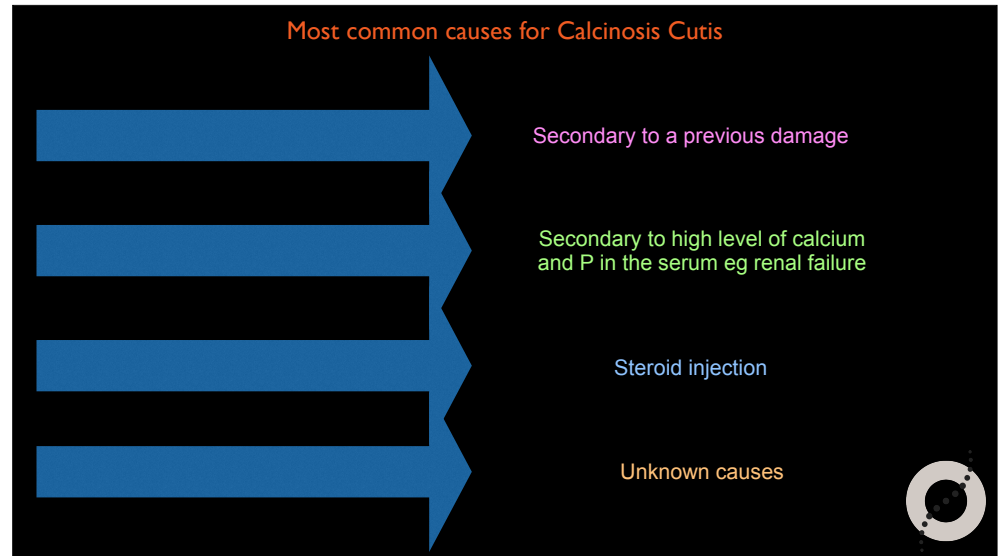 Most common causes for Calcinosis Cutis
Secondary to a previous damage
Secondary to high level of calcium
and P in the serum eg renal failure
Steroid injection
Unknown causes